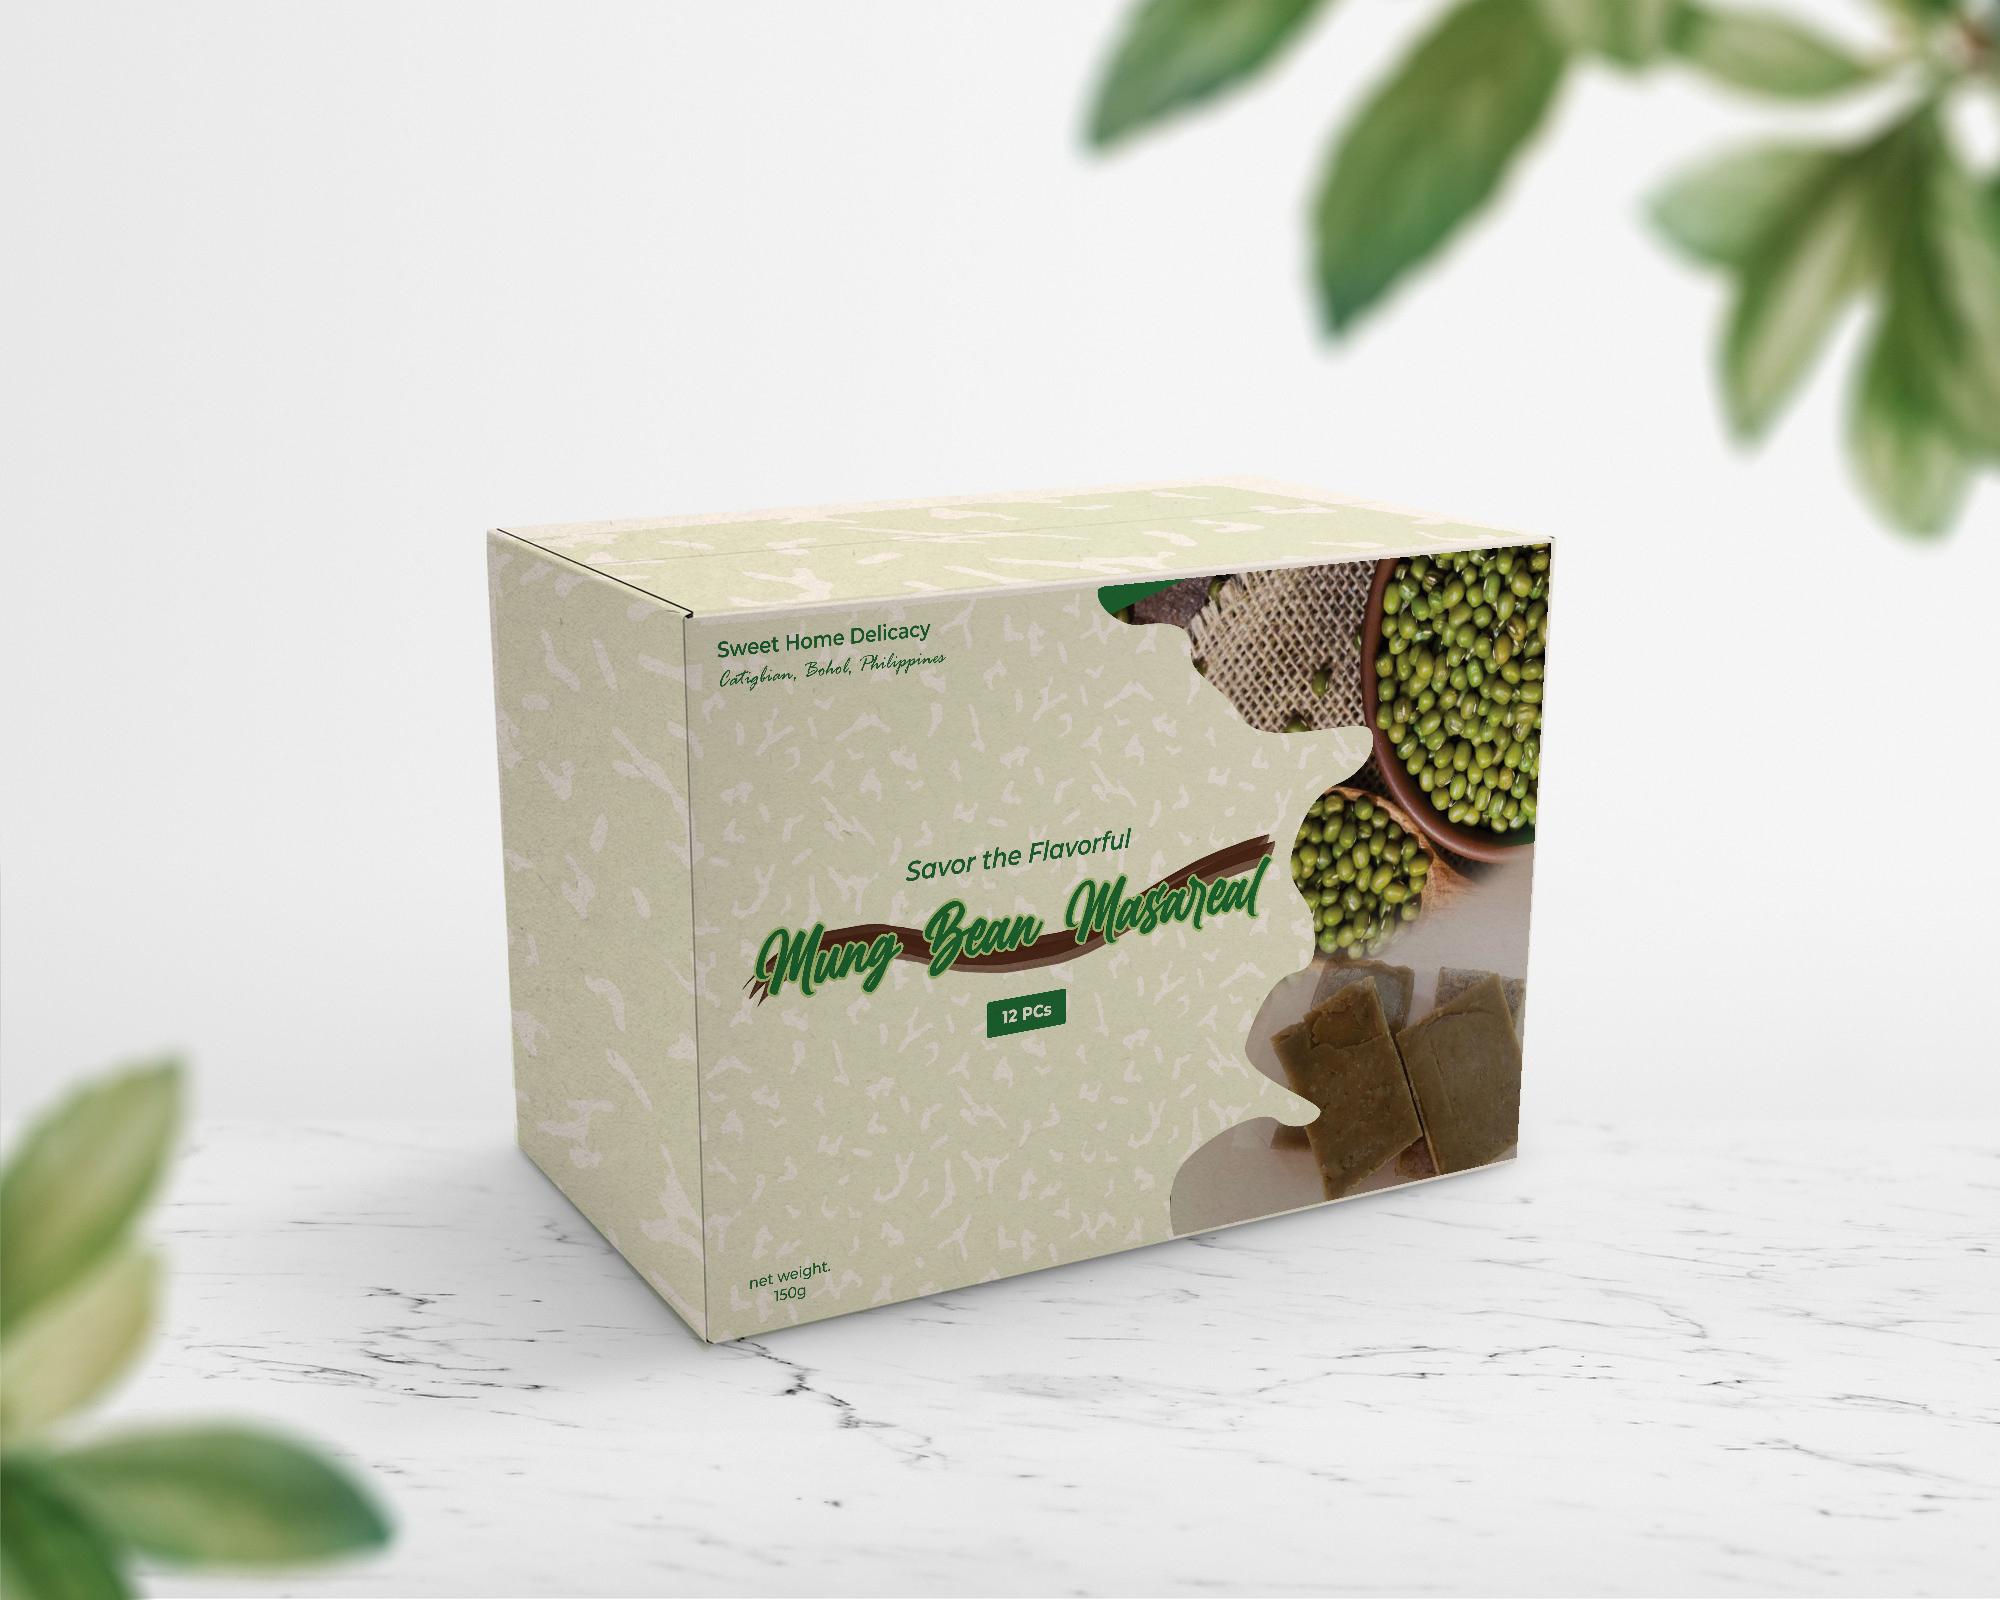 Sweet Home Delicacy
Catigbian, Bohol, Philippines
Savor the Flavorful
Mung Bean Masareal
12 PCs
net weight.
150g